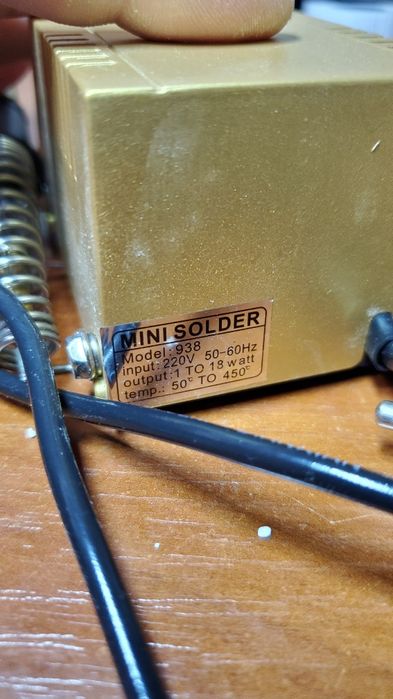 MINI SOLDER
Model:938
input:220V 50-60Hz
output:1 TO 18 watt
temp.: 50°C TO 450°C